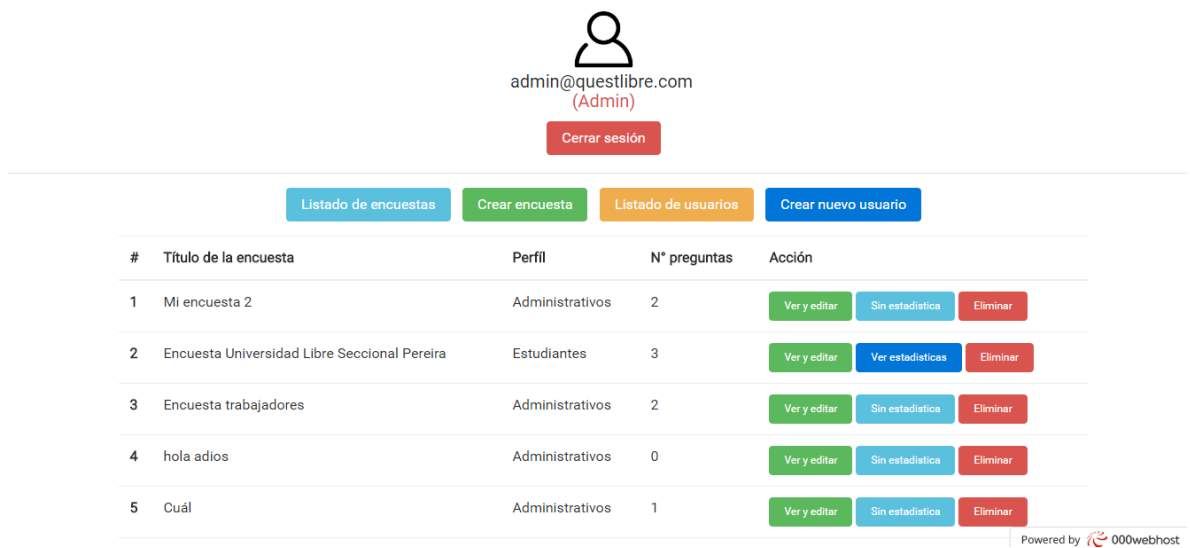 admin@questlibre.com
(Admin)
Cerrar sesión
Listado de encuestas Crear encuesta Listado de usuarios Crear nuevo usuario
# Título de la encuesta Perfíl N° preguntas Acción
1 Mi encuesta 2 Administrativos 2 Ver y editar Sin estadistica Eliminar
2 Encuesta Universidad Libre Seccional Pereira Estudiantes 3 Ver y editar Ver estadisticas Eliminar
3 Encuesta trabajadores Administrativos 2 Ver y editar Sin estadistica Eliminar
4 hola adios Administrativos 0 Ver y editar Sin estadistica Eliminar
5 Cuál Administrativos 1 Ver y editar Sin estadistica Eliminar
Powered by 000webhost